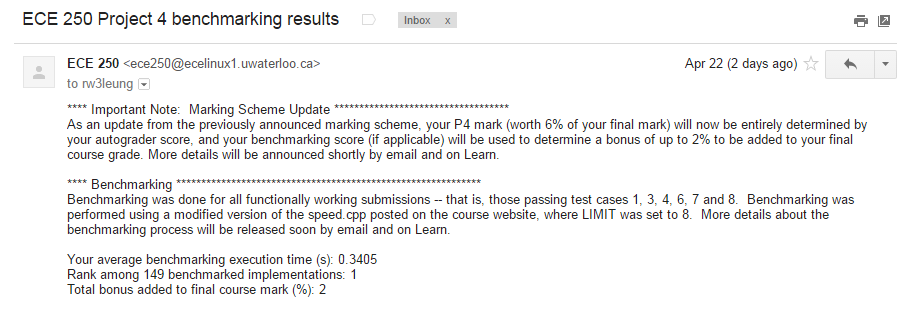 ECE 250 Project 4 benchmarking results
Inbox x
ECE 250 <ece250@ecelinux1.uwaterloo.ca>
Apr 22 (2 days ago)
to rw3leung
**** Important Note:  Marking Scheme Update ***********************************
As an update from the previously announced marking scheme, your P4 mark (worth 6% of your final mark) will now be entirely determined by
your autograder score, and your benchmarking score (if applicable) will be used to determine a bonus of up to 2% to be added to your final
course grade. More details will be announced shortly by email and on Learn.
**** Benchmarking *************************************************************
Benchmarking was done for all functionally working submissions -- that is, those passing test cases 1, 3, 4, 6, 7 and 8.  Benchmarking was
performed using a modified version of the speed.cpp posted on the course website, where LIMIT was set to 8.  More details about the
benchmarking process will be released soon by email and on Learn.
Your average benchmarking execution time (s): 0.3405
Rank among 149 benchmarked implementations: 1
Total bonus added to final course mark (%): 2